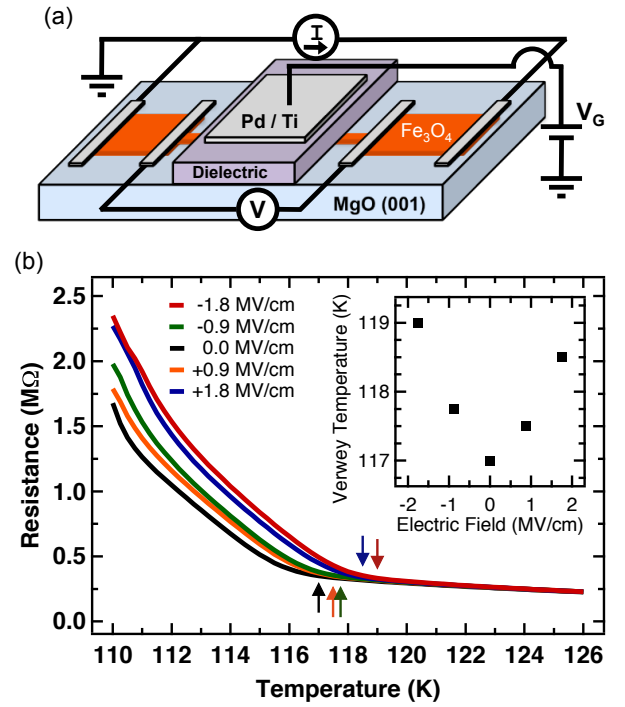 (a)
I
Pd / Ti
Fe₃O₄
V_G
Dielectric
V
MgO (001)
(b)
2.5
2.0
1.5
1.0
0.5
0.0
Resistance (MΩ)
-1.8 MV/cm
-0.9 MV/cm
0.0 MV/cm
+0.9 MV/cm
+1.8 MV/cm
Verwey Temperature (K)
119
118
117
-2 -1 0 1 2
Electric Field (MV/cm)
110 112 114 116 118 120 122 124 126
Temperature (K)